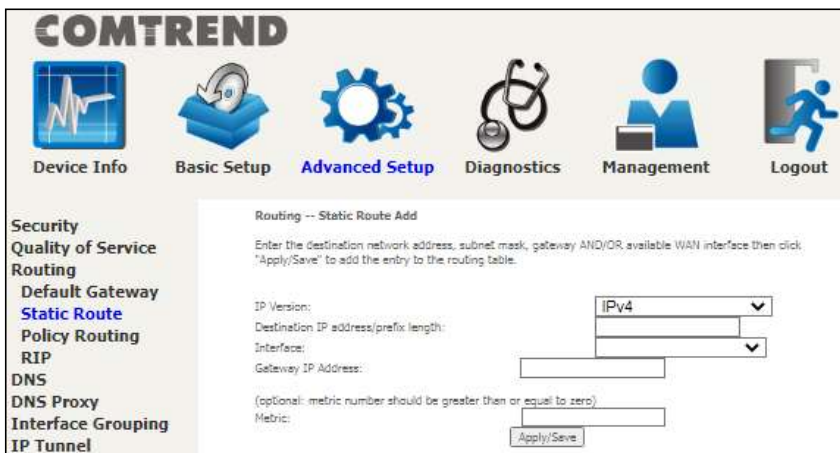 COMTREND
Device Info
Basic Setup
Advanced Setup
Diagnostics
Management
Logout
Security
Quality of Service
Routing
Default Gateway
Static Route
Policy Routing
RIP
DNS
DNS Proxy
Interface Grouping
IP Tunnel
Routing -- Static Route Add
Enter the destination network address, subnet mask, gateway AND/OR available WAN interface then click
"Apply/Save" to add the entry to the routing table.
IP Version:
IPv4
Destination IP address/prefix length:
Interface:
Gateway IP Address:
(optional: metric number should be greater than or equal to zero)
Metric:
Apply/Save